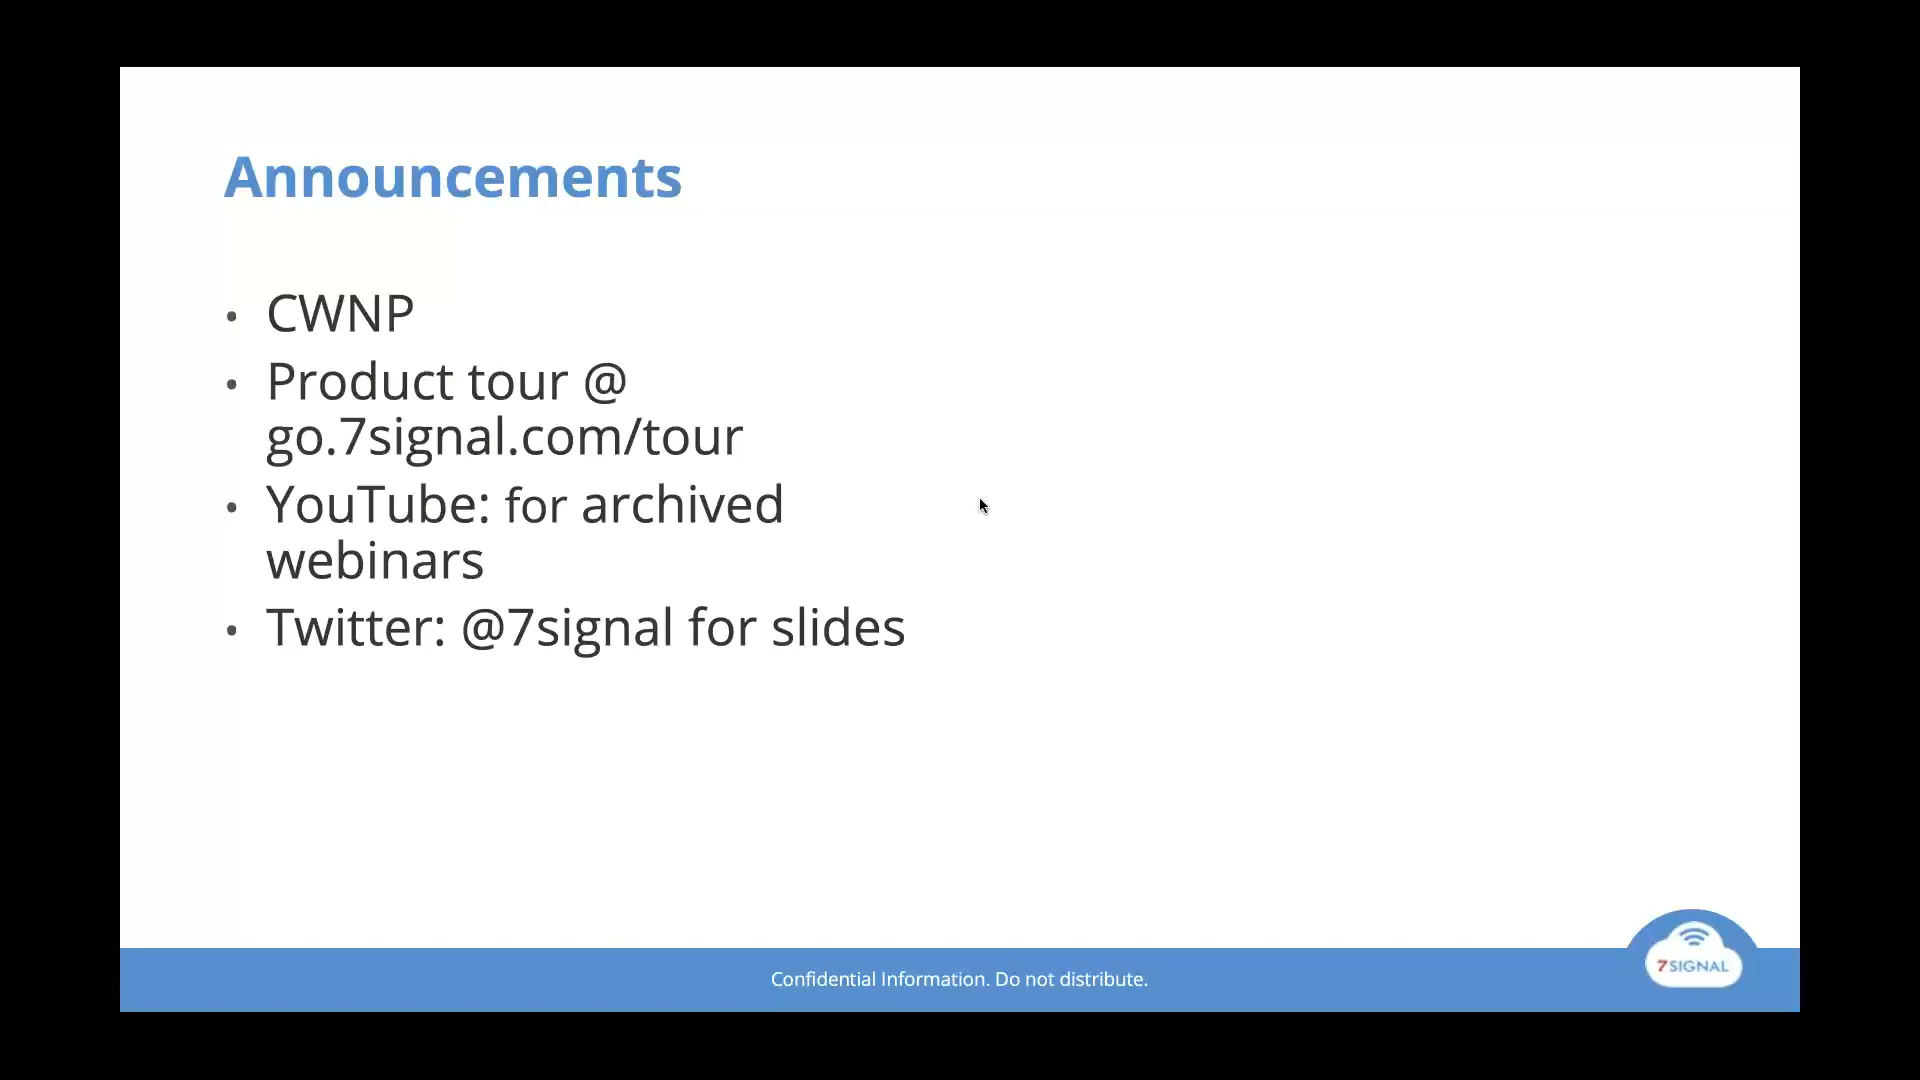 Announcements
• CWNP
• Product tour @
go.7signal.com/tour
• YouTube: for archived
webinars
• Twitter: @7signal for slides
Confidential Information. Do not distribute.
7SIGNAL